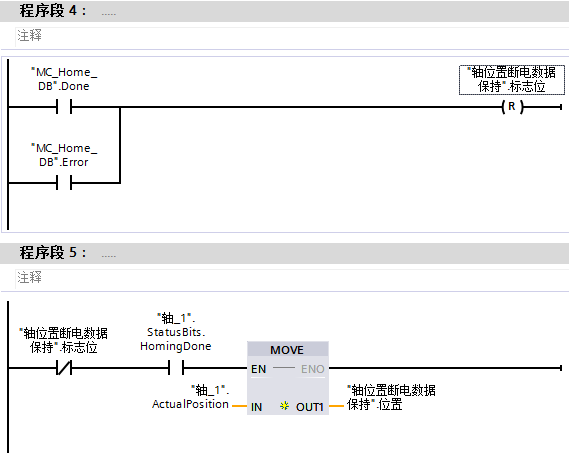 程序段 4： .....
注释
"MC_Home_
DB".Done
"轴位置断电数据
保持".标志位
R
"MC_Home_
DB".Error
程序段 5： .....
注释
"轴位置断电数据
保持".标志位
"轴_1".
StatusBits.
HomingDone
MOVE
EN
ENO
"轴_1".
ActualPosition
IN
OUT1
"轴位置断电数据
保持".位置